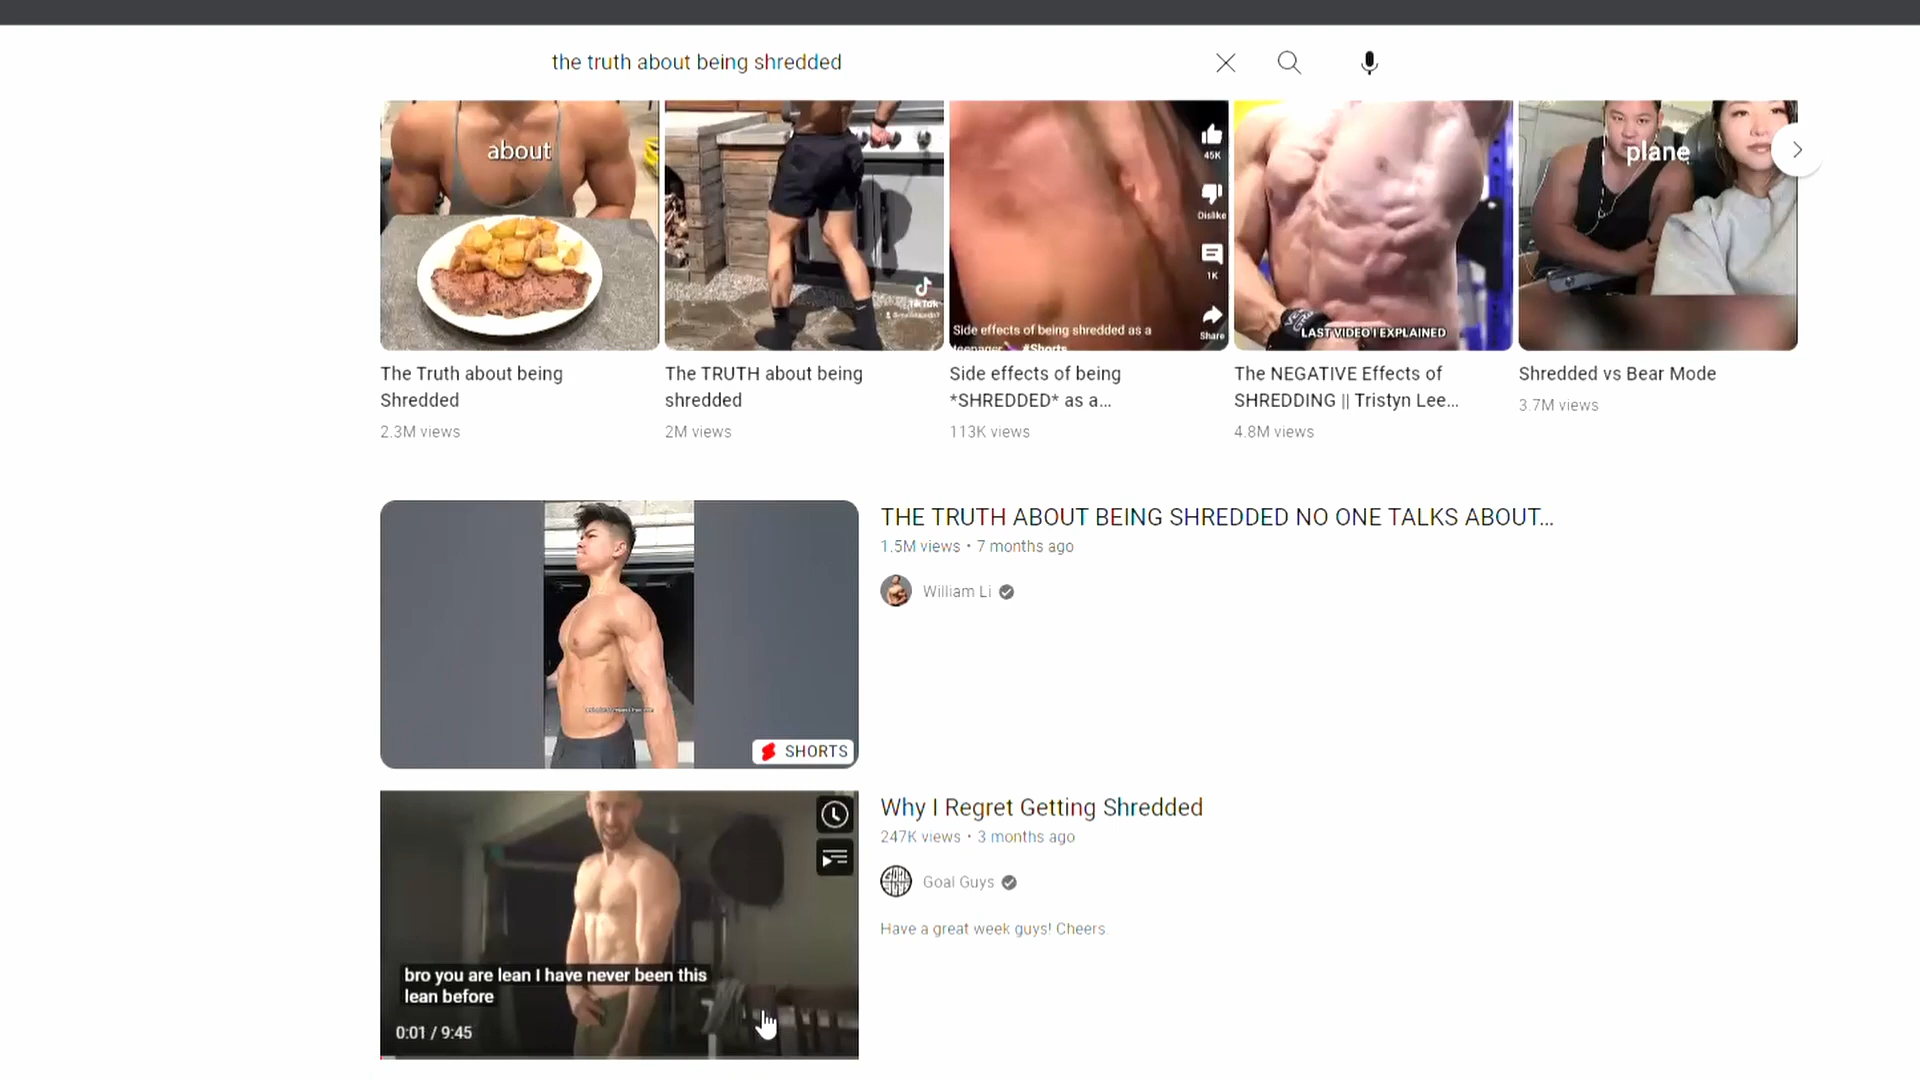 the truth about being shredded
about
TikTok
45K
Dislike
1K
Share
Side effects of being shredded as a
teenager #Shorts
LAST VIDEO I EXPLAINED
plane
The Truth about being
Shredded
2.3M views
The TRUTH about being
shredded
2M views
Side effects of being
*SHREDDED* as a...
113K views
The NEGATIVE Effects of
SHREDDING || Tristyn Lee...
4.8M views
Shredded vs Bear Mode
3.7M views
SHORTS
THE TRUTH ABOUT BEING SHREDDED NO ONE TALKS ABOUT...
1.5M views • 7 months ago
William Li
bro you are lean I have never been this
lean before
0:01 / 9:45
Why I Regret Getting Shredded
247K views • 3 months ago
GOAL GUYS
Goal Guys
Have a great week guys! Cheers.